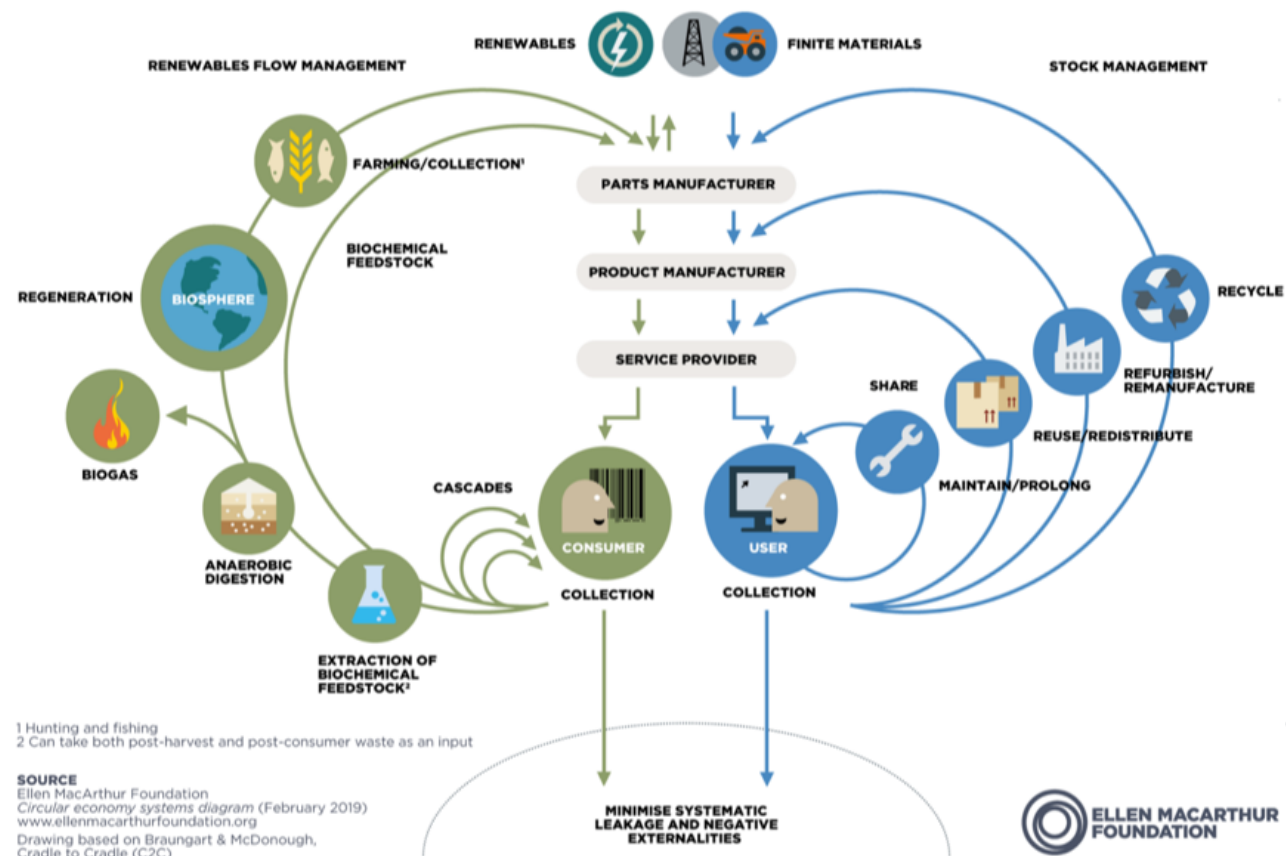 RENEWABLES
FINITE MATERIALS
RENEWABLES FLOW MANAGEMENT
STOCK MANAGEMENT
FARMING/COLLECTION¹
PARTS MANUFACTURER
BIOCHEMICAL
FEEDSTOCK
PRODUCT MANUFACTURER
REGENERATION
BIOSPHERE
RECYCLE
SERVICE PROVIDER
REFURBISH/
REMANUFACTURE
SHARE
REUSE/REDISTRIBUTE
BIOGAS
CASCADES
MAINTAIN/PROLONG
CONSUMER
USER
ANAEROBIC
DIGESTION
COLLECTION
COLLECTION
EXTRACTION OF
BIOCHEMICAL
FEEDSTOCK²
1 Hunting and fishing
2 Can take both post-harvest and post-consumer waste as an input
SOURCE
Ellen MacArthur Foundation
Circular economy systems diagram (February 2019)
www.ellenmacarthurfoundation.org
Drawing based on Braungart & McDonough,
Cradle to Cradle (C2C)
MINIMISE SYSTEMATIC
LEAKAGE AND NEGATIVE
EXTERNALITIES
ELLEN MACARTHUR
FOUNDATION